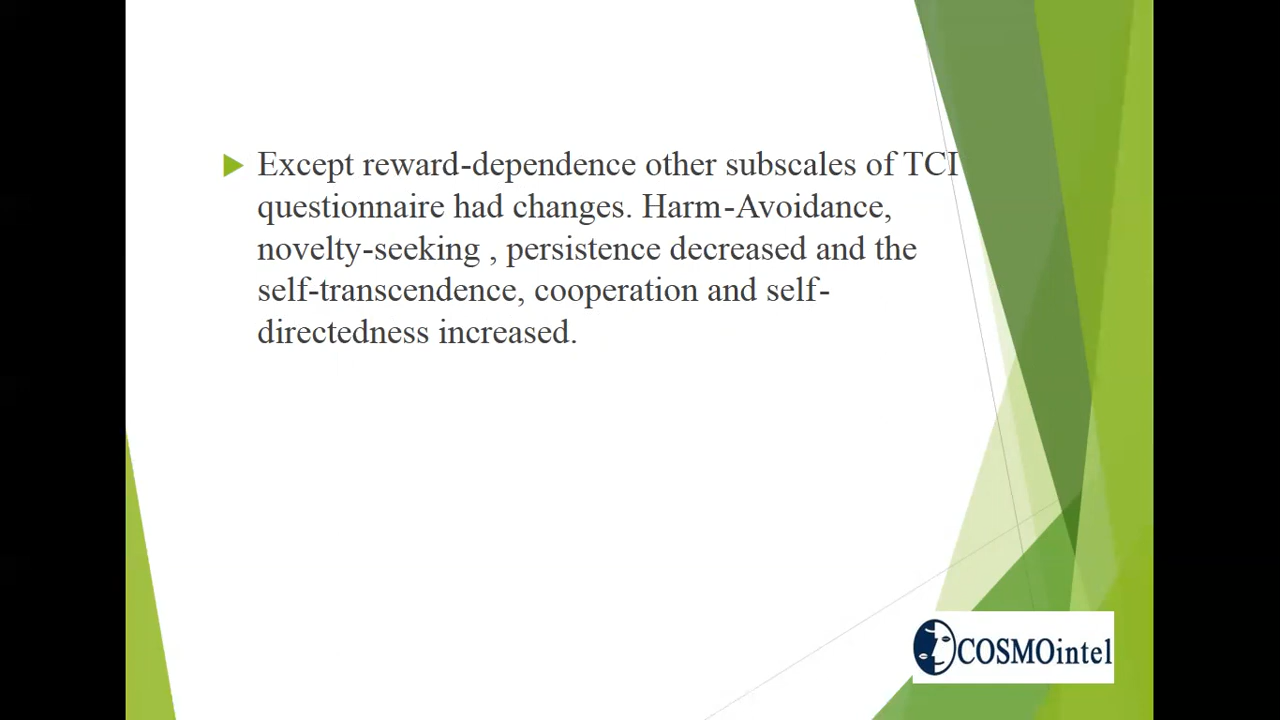 Except reward-dependence other subscales of TCI
questionnaire had changes. Harm-Avoidance,
novelty-seeking , persistence decreased and the
self-transcendence, cooperation and self-
directedness increased.
COSMOintel